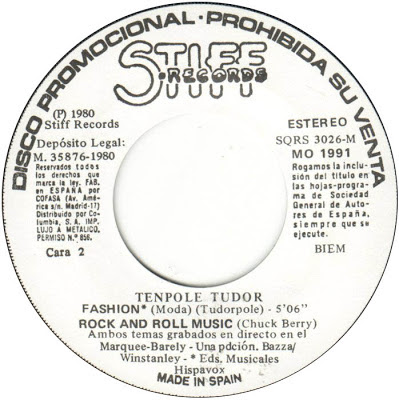 DISCO PROMOCIONAL · PROHIBIDA SU VENTA
STIFF
·RECORDS·
(P) 1980
Stiff Records
Depósito Legal:
M. 35876-1980
Reservados todos
los derechos que
marca la ley. FAB.
en ESPAÑA por
COFASA (Av. Amé-
rica s/n. Madrid-17)
Distribuido por Co-
lumbia, S. A. IMP.
LUJO A METALICO,
PERMISO N.º 856.
Cara 2
ESTEREO
SQRS 3026-M
MO 1991
Rogamos la inclu-
sión del título en
las hojas-progra-
ma de Sociedad
General de Auto-
res de España,
siempre que se
ejecute.
BIEM
TENPOLE TUDOR
FASHION* (Moda) (Tudorpole) - 5'06"
ROCK AND ROLL MUSIC (Chuck Berry)
Ambos temas grabados en directo en el
Marquee-Barely - Una pdción. Bazza/
Winstanley - * Eds. Musicales
Hispavox
MADE IN SPAIN